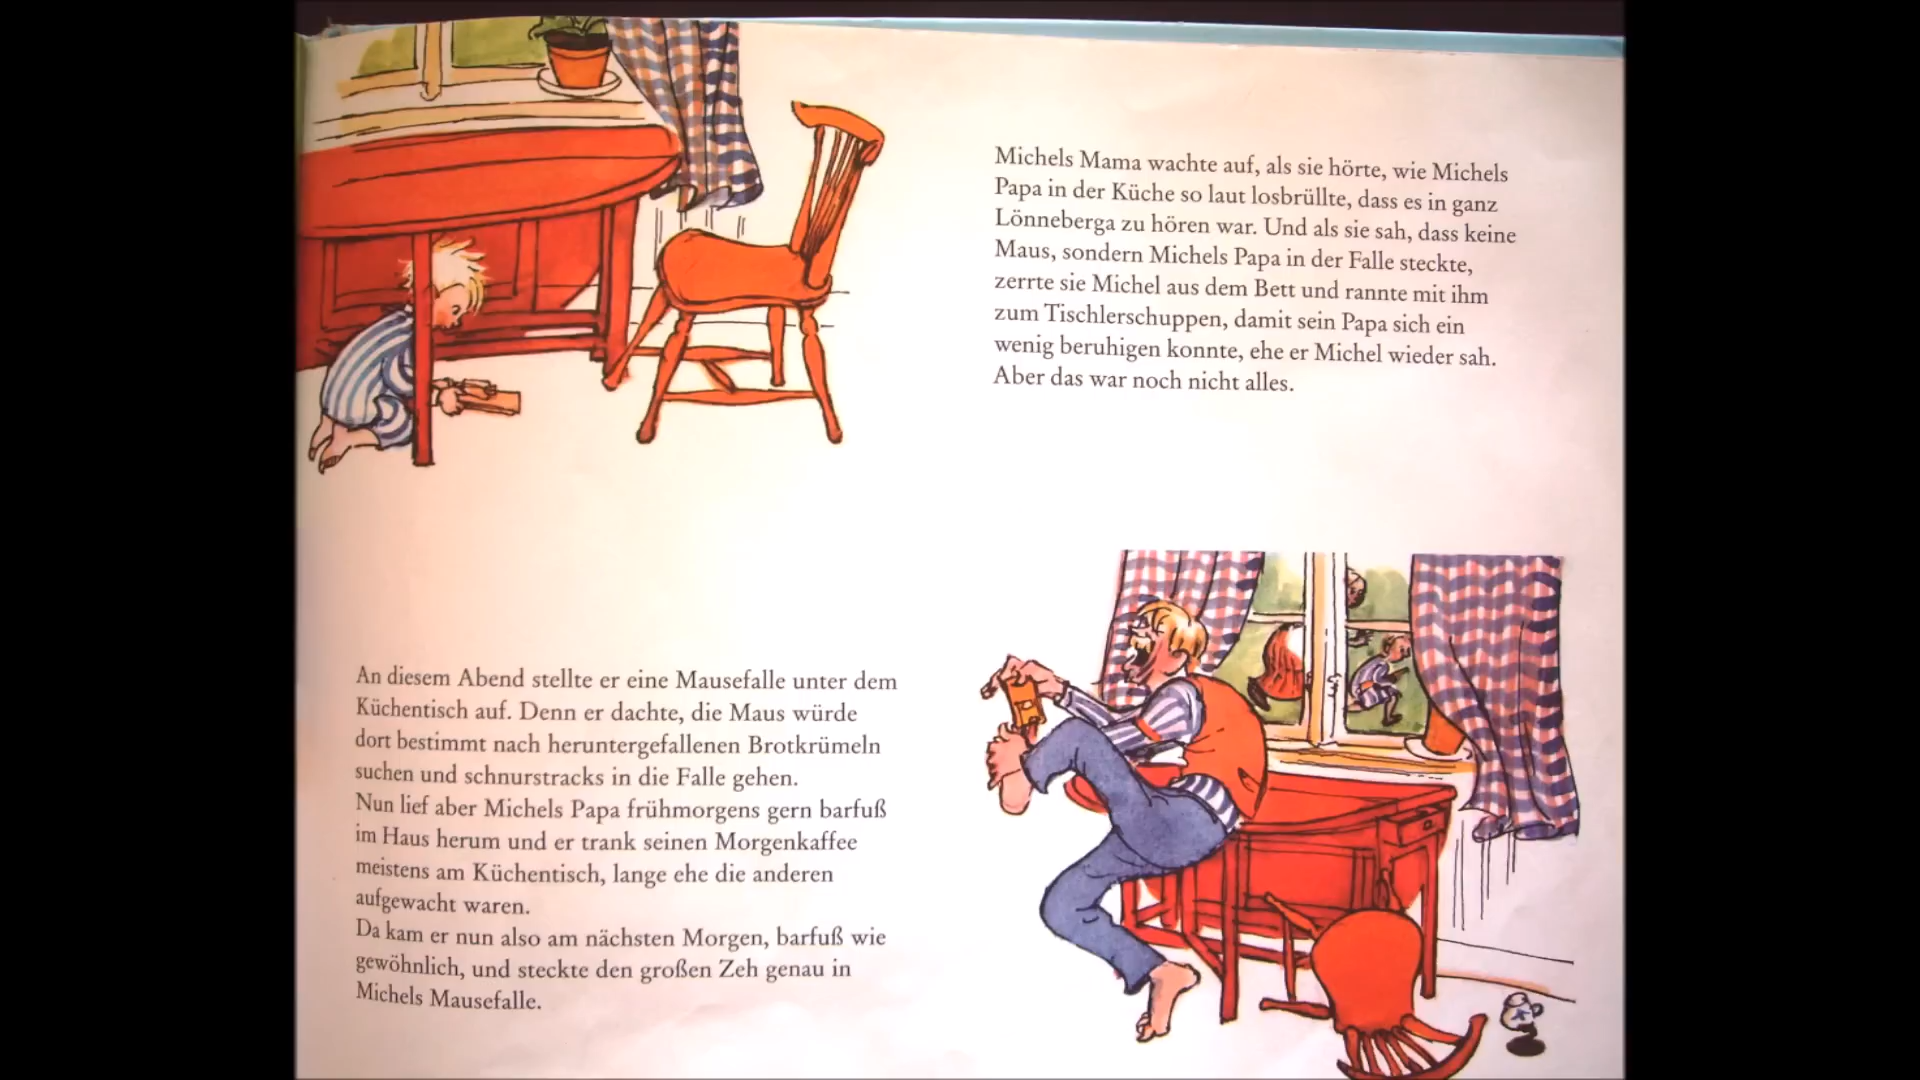 An diesem Abend stellte er eine Mausefalle unter dem
Küchentisch auf. Denn er dachte, die Maus würde
dort bestimmt nach heruntergefallenen Brotkrümeln
suchen und schnurstracks in die Falle gehen.
Nun lief aber Michels Papa frühmorgens gern barfuß
im Haus herum und er trank seinen Morgenkaffee
meistens am Küchentisch, lange ehe die anderen
aufgewacht waren.
Da kam er nun also am nächsten Morgen, barfuß wie
gewöhnlich, und steckte den großen Zeh genau in
Michels Mausefalle.
Michels Mama wachte auf, als sie hörte, wie Michels
Papa in der Küche so laut losbrüllte, dass es in ganz
Lönneberga zu hören war. Und als sie sah, dass keine
Maus, sondern Michels Papa in der Falle steckte,
zerrte sie Michel aus dem Bett und rannte mit ihm
zum Tischlerschuppen, damit sein Papa sich ein
wenig beruhigen konnte, ehe er Michel wieder sah.
Aber das war noch nicht alles.